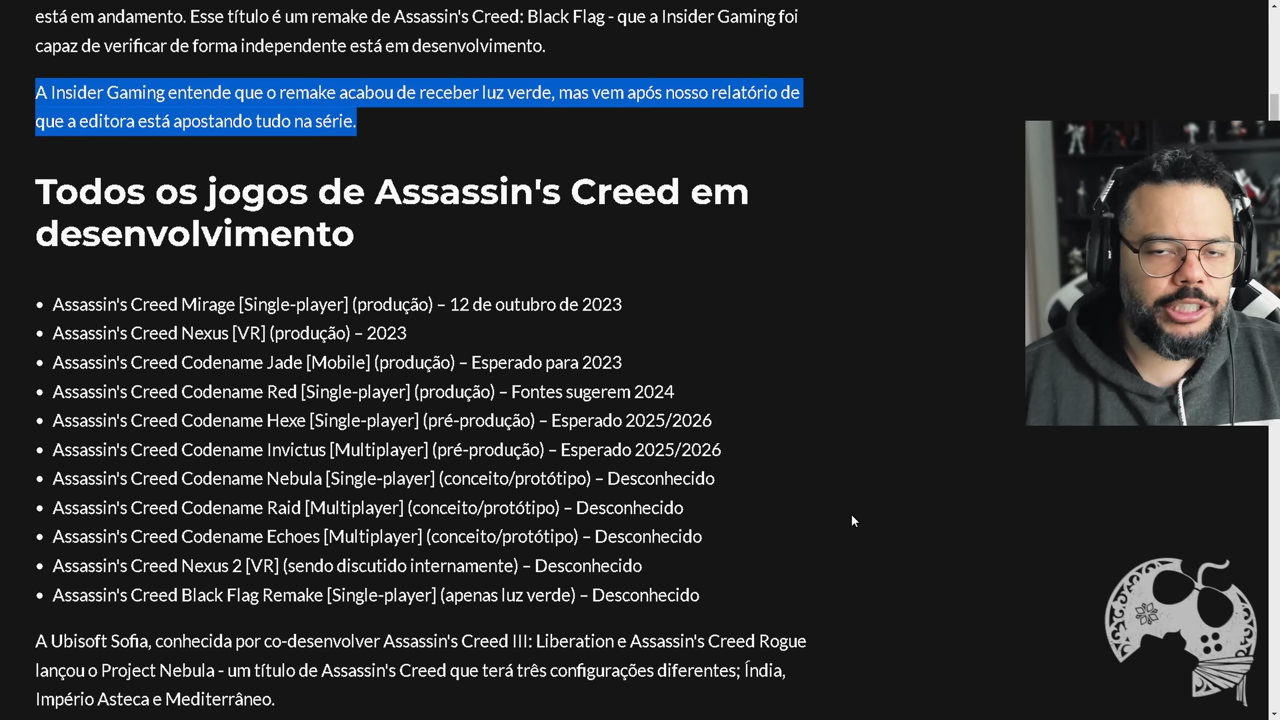 está em andamento. Esse título é um remake de Assassin's Creed: Black Flag - que a Insider Gaming foi
capaz de verificar de forma independente está em desenvolvimento.
A Insider Gaming entende que o remake acabou de receber luz verde, mas vem após nosso relatório de
que a editora está apostando tudo na série.
Todos os jogos de Assassin's Creed em
desenvolvimento
• Assassin's Creed Mirage [Single-player] (produção) – 12 de outubro de 2023
• Assassin's Creed Nexus [VR] (produção) – 2023
• Assassin's Creed Codename Jade [Mobile] (produção) – Esperado para 2023
• Assassin's Creed Codename Red [Single-player] (produção) – Fontes sugerem 2024
• Assassin's Creed Codename Hexe [Single-player] (pré-produção) – Esperado 2025/2026
• Assassin's Creed Codename Invictus [Multiplayer] (pré-produção) – Esperado 2025/2026
• Assassin's Creed Codename Nebula [Single-player] (conceito/protótipo) – Desconhecido
• Assassin's Creed Codename Raid [Multiplayer] (conceito/protótipo) – Desconhecido
• Assassin's Creed Codename Echoes [Multiplayer] (conceito/protótipo) – Desconhecido
• Assassin's Creed Nexus 2 [VR] (sendo discutido internamente) – Desconhecido
• Assassin's Creed Black Flag Remake [Single-player] (apenas luz verde) – Desconhecido
A Ubisoft Sofia, conhecida por co-desenvolver Assassin's Creed III: Liberation e Assassin's Creed Rogue
lançou o Project Nebula - um título de Assassin's Creed que terá três configurações diferentes; Índia,
Império Asteca e Mediterrâneo.